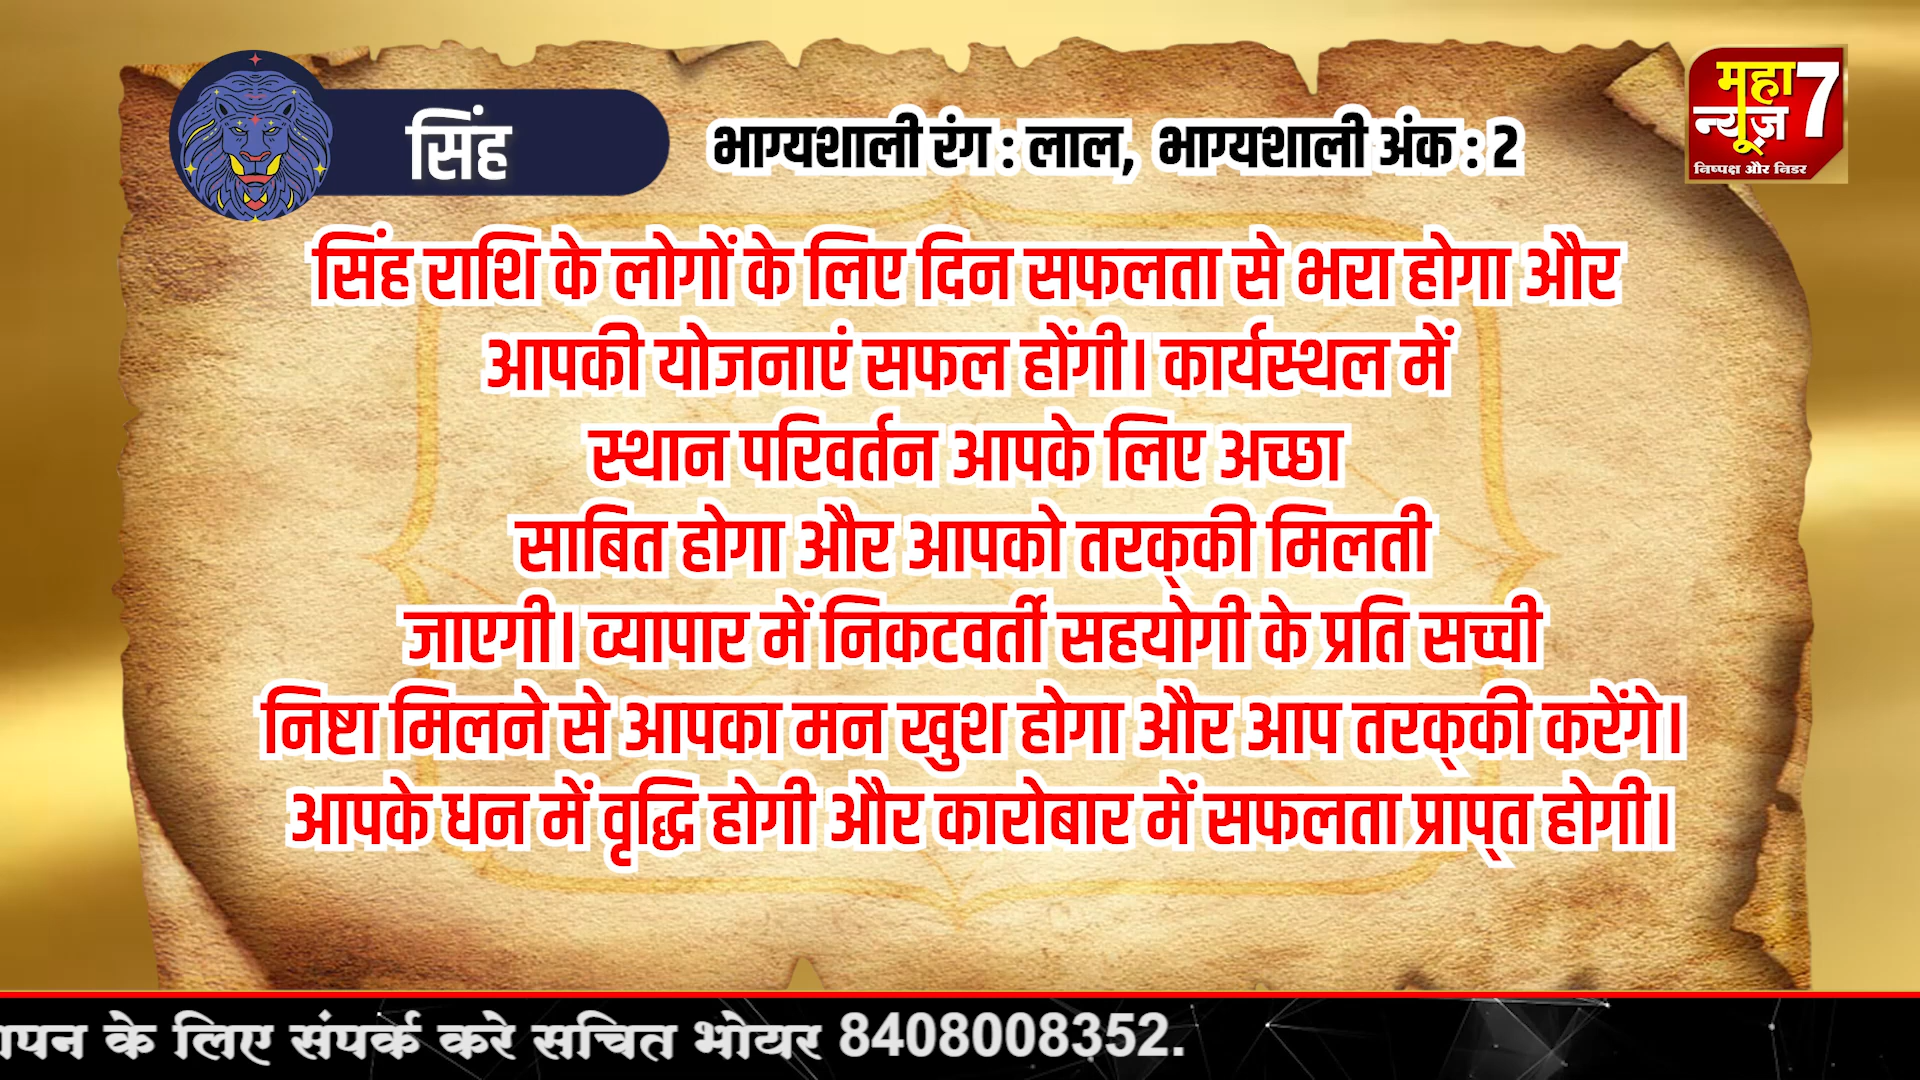 सिंह
भाग्यशाली रंग : लाल, भाग्यशाली अंक : 2
महा
न्यूज़ 7
निष्पक्ष और निडर
सिंह राशि के लोगों के लिए दिन सफलता से भरा होगा और
आपकी योजनाएं सफल होंगी। कार्यस्थल में
स्थान परिवर्तन आपके लिए अच्छा
साबित होगा और आपको तरक्‌की मिलती
जाएगी। व्यापार में निकटवर्ती सहयोगी के प्रति सच्ची
निष्टा मिलने से आपका मन खुश होगा और आप तरक्‌की करेंगे।
आपके धन में वृद्धि होगी और कारोबार में सफलता प्राप्‌त होगी।
के लिए संपर्क करे सचित भोयर 8408008352.